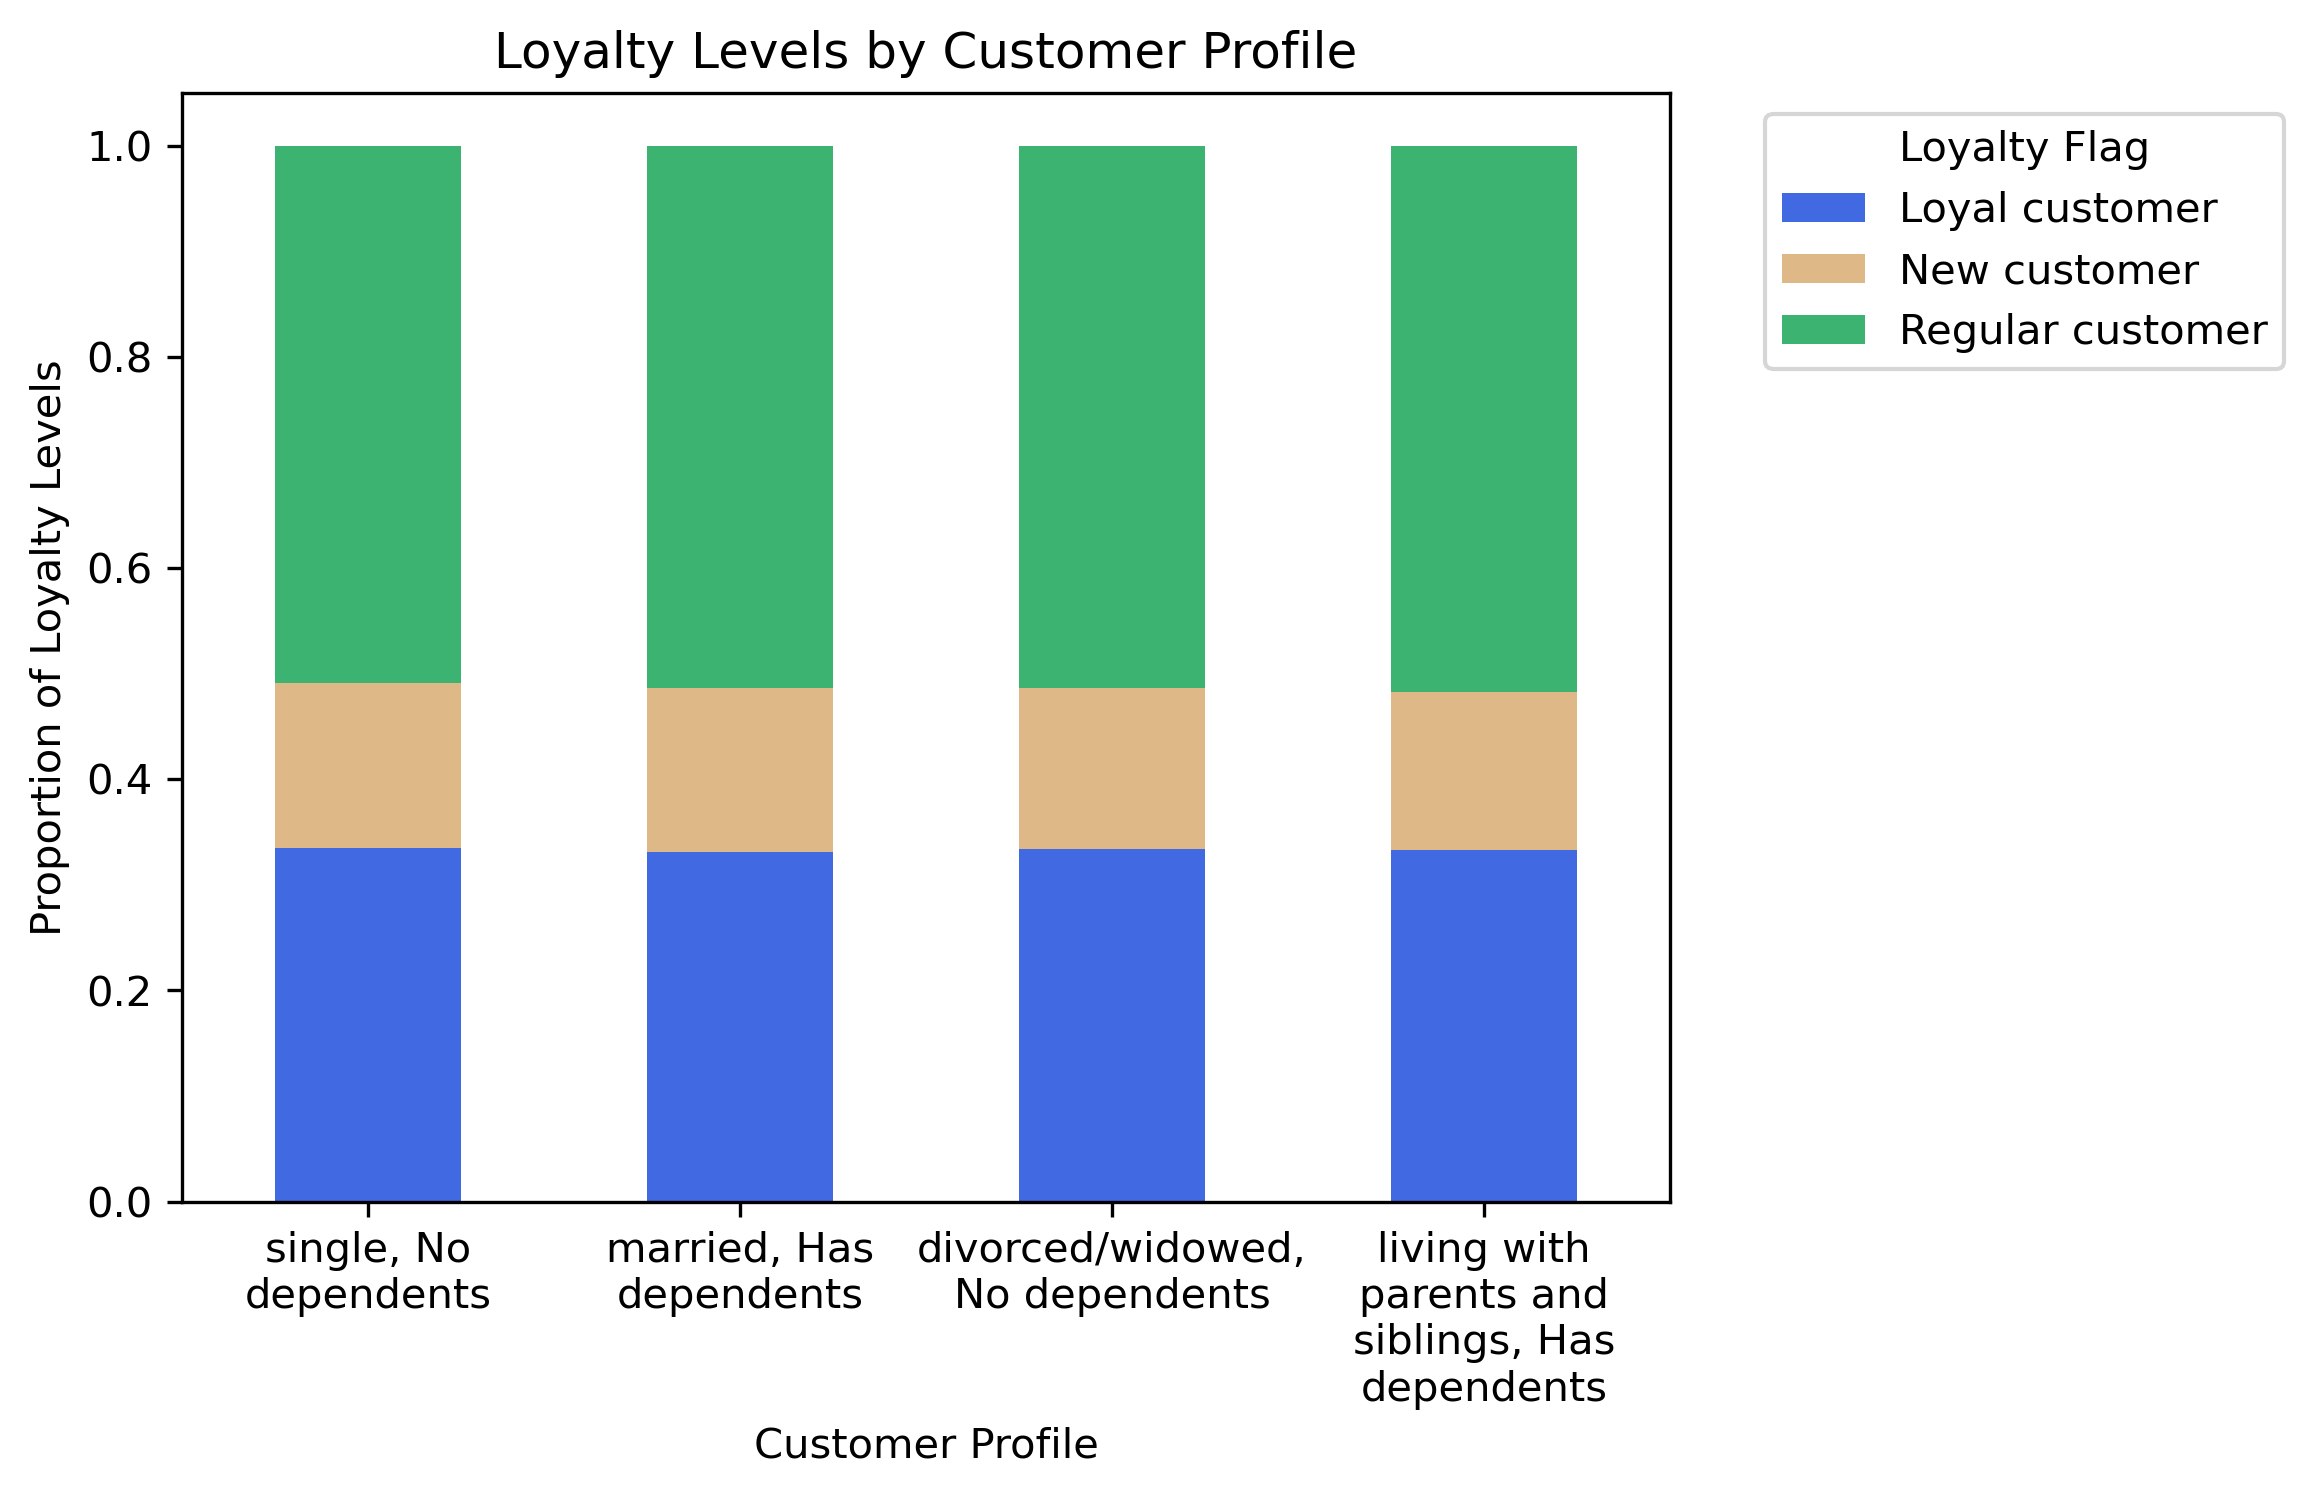 Loyalty Levels by Customer Profile
Proportion of Loyalty Levels
1.0
0.8
0.6
0.4
0.2
0.0
single, No
dependents
married, Has
dependents
divorced/widowed,
No dependents
living with
parents and
siblings, Has
dependents
Customer Profile
Loyalty Flag
Loyal customer
New customer
Regular customer